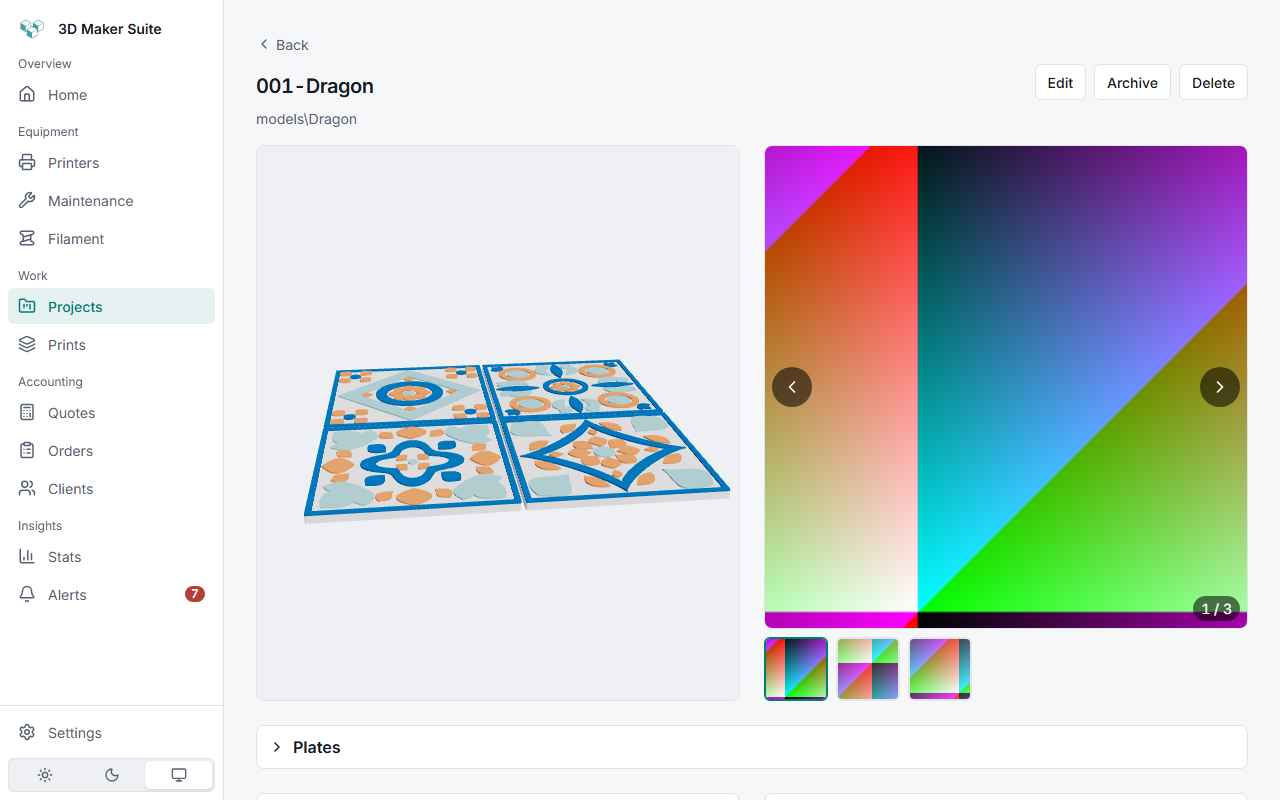 3D Maker Suite
Overview
Home
Equipment
Printers
Maintenance
Filament
Work
Projects
Prints
Accounting
Quotes
Orders
Clients
Insights
Stats
Alerts 7
Settings
Back
001-Dragon
Edit Archive Delete
models\Dragon
1 / 3
Plates